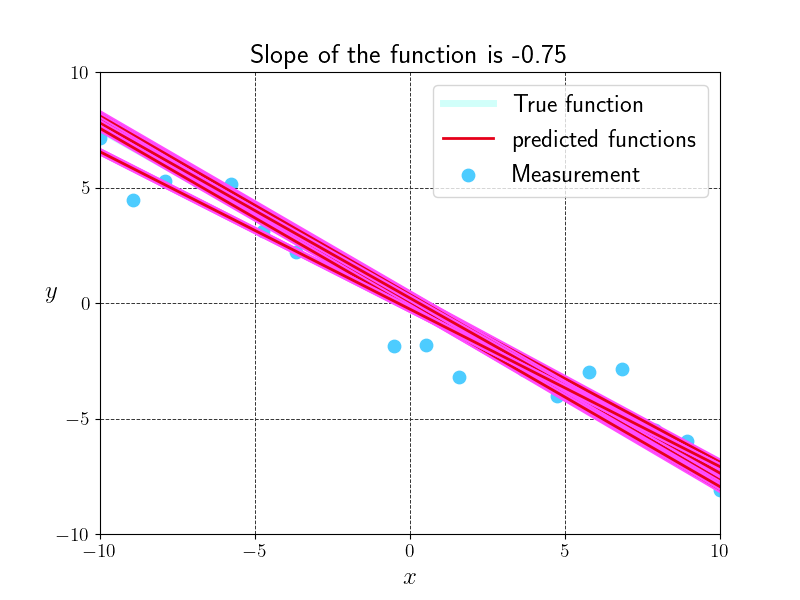 Slope of the function is -0.75
True function
predicted functions
Measurement
10
5
0
−5
−10
y
−10 −5 0 5 10
x